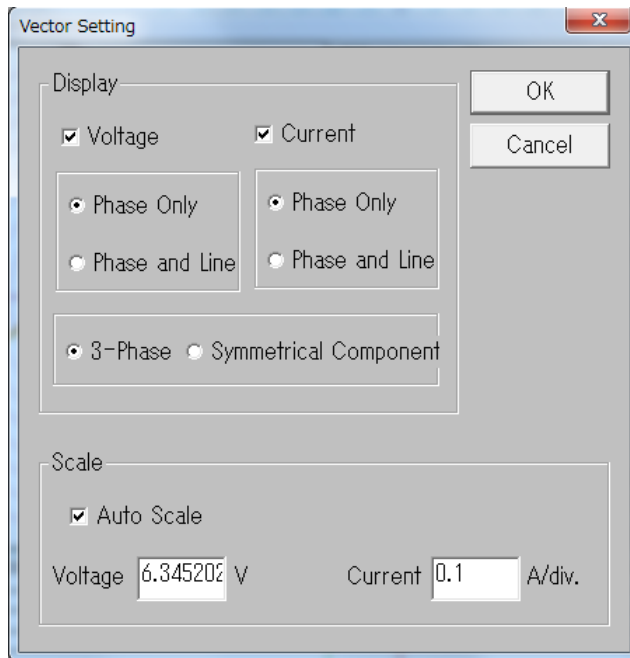 Vector Setting
Display
OK
Voltage
Current
Cancel
Phase Only
Phase Only
Phase and Line
Phase and Line
3-Phase
Symmetrical Component
Scale
Auto Scale
Voltage 6.345202 V
Current 0.1 A/div.